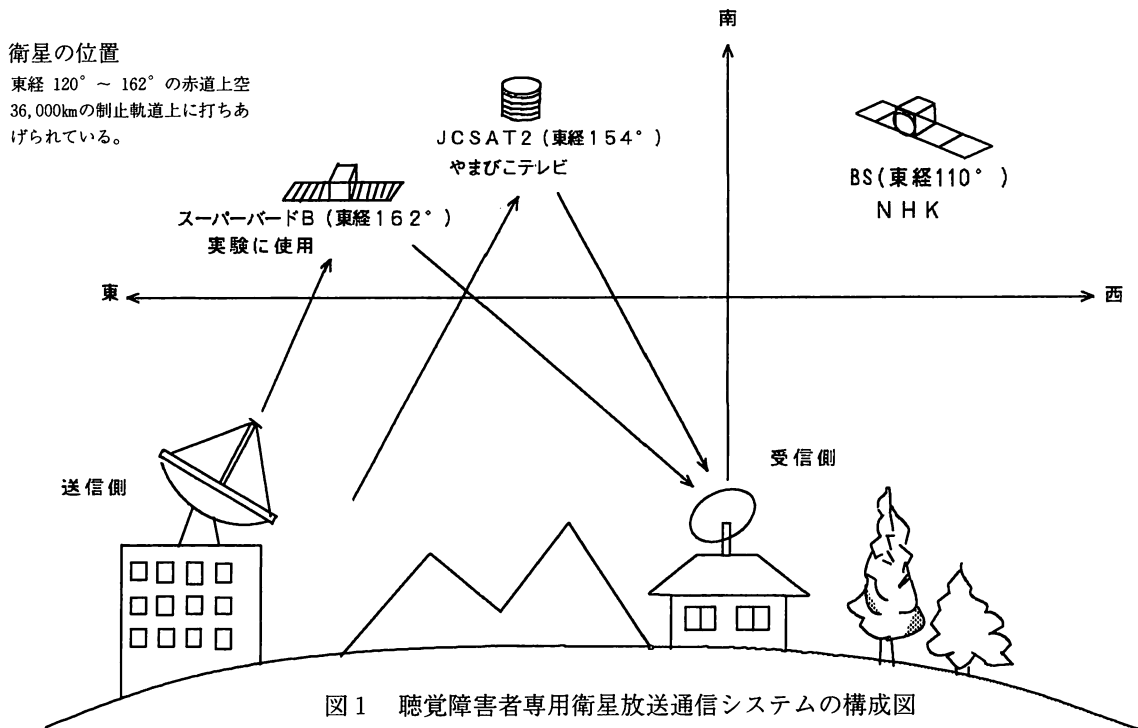 南
衛星の位置
東経 120° ～ 162° の赤道上空
36,000㎞の制止軌道上に打ちあ
げられている。
JCSAT2（東経154°）
やまびこテレビ
BS(東経110°）
NHK
スーパーバードB（東経162°）
実験に使用
東
西
送信側
受信側
図1　聴覚障害者専用衛星放送通信システムの構成図